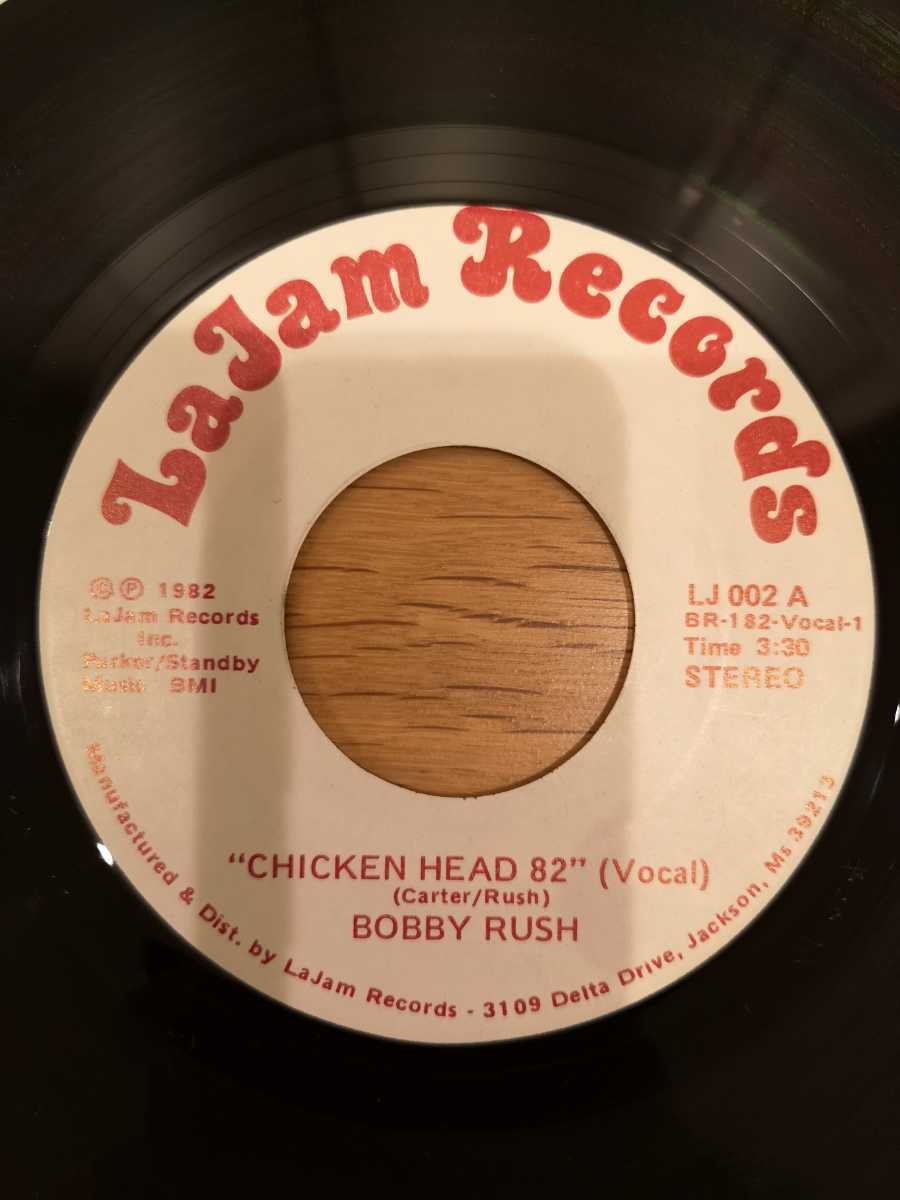 LaJam Records
© ℗ 1982
LaJam Records
Inc.
Parker/Standby
Music BMI
LJ 002 A
BR-182-Vocal-1
Time 3:30
STEREO
"CHICKEN HEAD 82" (Vocal)
(Carter/Rush)
BOBBY RUSH
Manufactured & Dist. by LaJam Records - 3109 Delta Drive, Jackson, Ms 39213